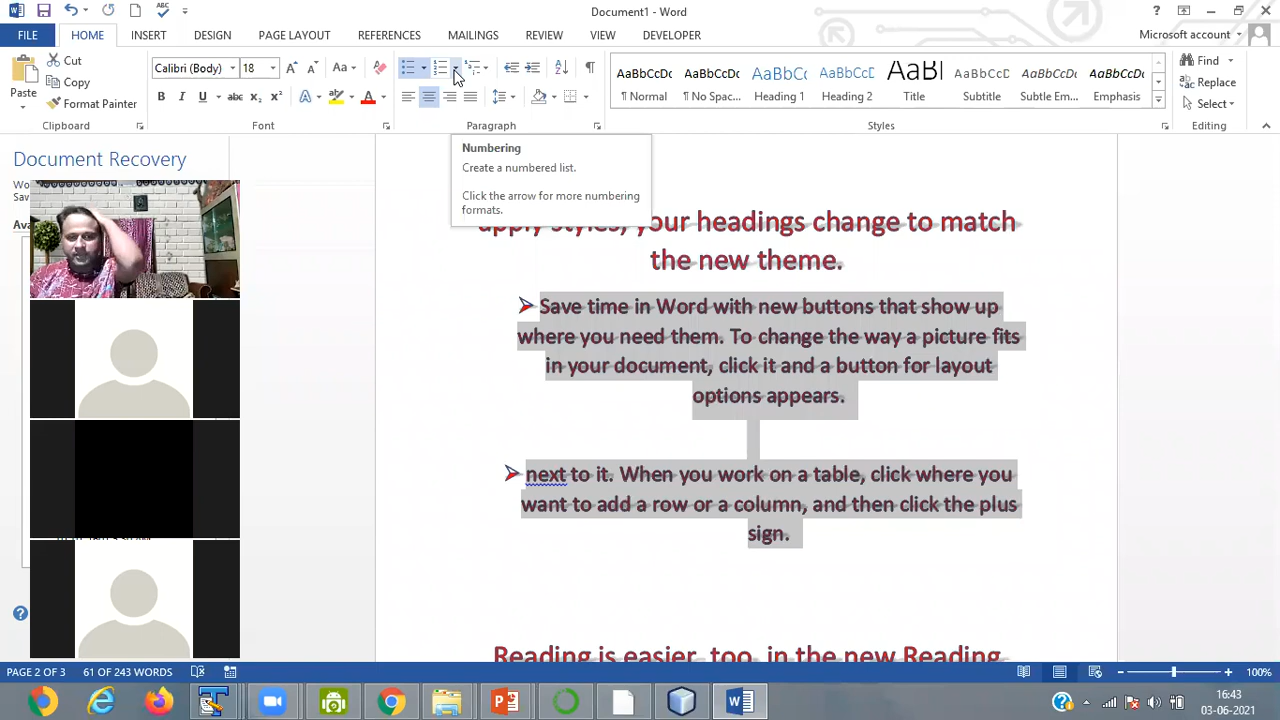 Document1 - Word
FILE HOME INSERT DESIGN PAGE LAYOUT REFERENCES MAILINGS REVIEW VIEW DEVELOPER Microsoft account
Paste Cut
Copy
Format Painter
Clipboard
Calibri (Body) 18
Font
Paragraph
AaBbCcDc AaBbCcDc AaBbCc AaBbCcDc AaBl AaBbCcDc AaBbCcDc AaBbCcDc
¶ Normal ¶ No Spac... Heading 1 Heading 2 Title Subtitle Subtle Em... Emphasis
Styles
Find
Replace
Select
Editing
Numbering
Create a numbered list.
Click the arrow for more numbering
formats.
Document Recovery
apply styles, your headings change to match
the new theme.
Save time in Word with new buttons that show up
where you need them. To change the way a picture fits
in your document, click it and a button for layout
options appears.
next to it. When you work on a table, click where you
want to add a row or a column, and then click the plus
sign.
Reading is easier, too, in the new Reading
PAGE 2 OF 3 61 OF 243 WORDS 100%
16:43
03-06-2021